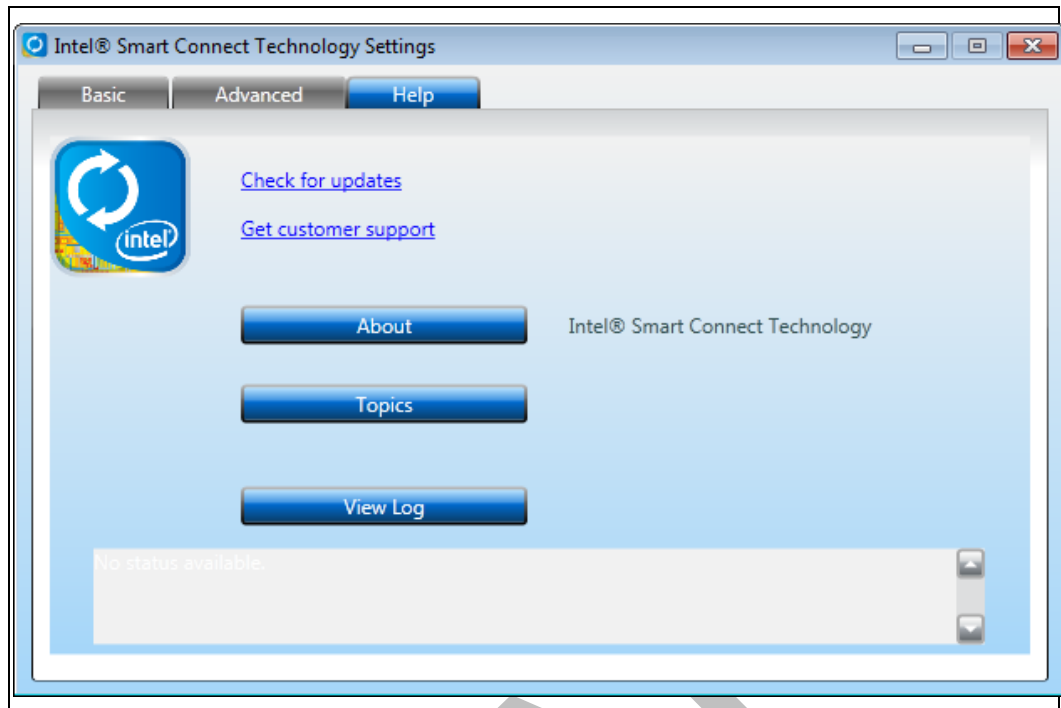 Intel® Smart Connect Technology Settings
Basic Advanced Help
Check for updates
intel
Get customer support
About Intel® Smart Connect Technology
Topics
View Log
No status available.